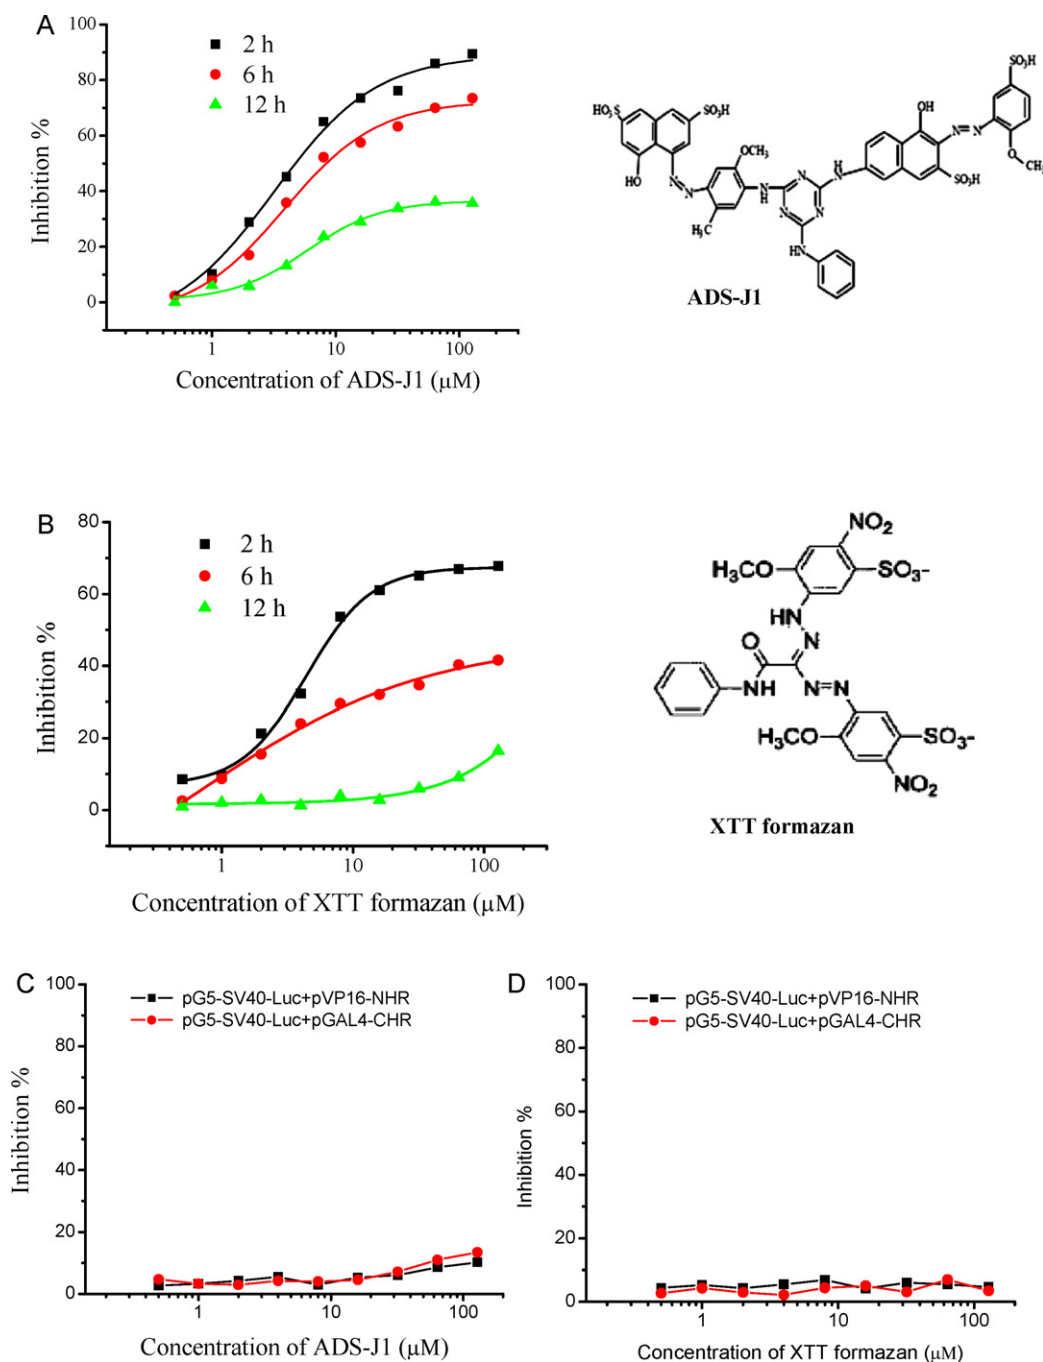 A
100
80
60
40
20
0
Inhibition %
2 h
6 h
12 h
1
10
100
Concentration of ADS-J1 (μM)
HO₃S
SO₃H
HO
N
N
OCH₃
H₃C
N
H
N
N
N
H
N
HN
OH
SO₃H
N=N
SO₃H
O
CH₃
ADS-J1
B
80
60
40
20
0
Inhibition %
2 h
6 h
12 h
1
10
100
Concentration of XTT formazan (μM)
NO₂
H₃CO
SO₃⁻
HN
N
N
O
NH
N=N
H₃CO
SO₃⁻
NO₂
XTT formazan
C
100
80
60
40
20
0
Inhibition %
pG5-SV40-Luc+pVP16-NHR
pG5-SV40-Luc+pGAL4-CHR
1
10
100
Concentration of ADS-J1 (μM)
D
100
80
60
40
20
0
Inhibition %
pG5-SV40-Luc+pVP16-NHR
pG5-SV40-Luc+pGAL4-CHR
1
10
100
Concentration of XTT formazan (μM)